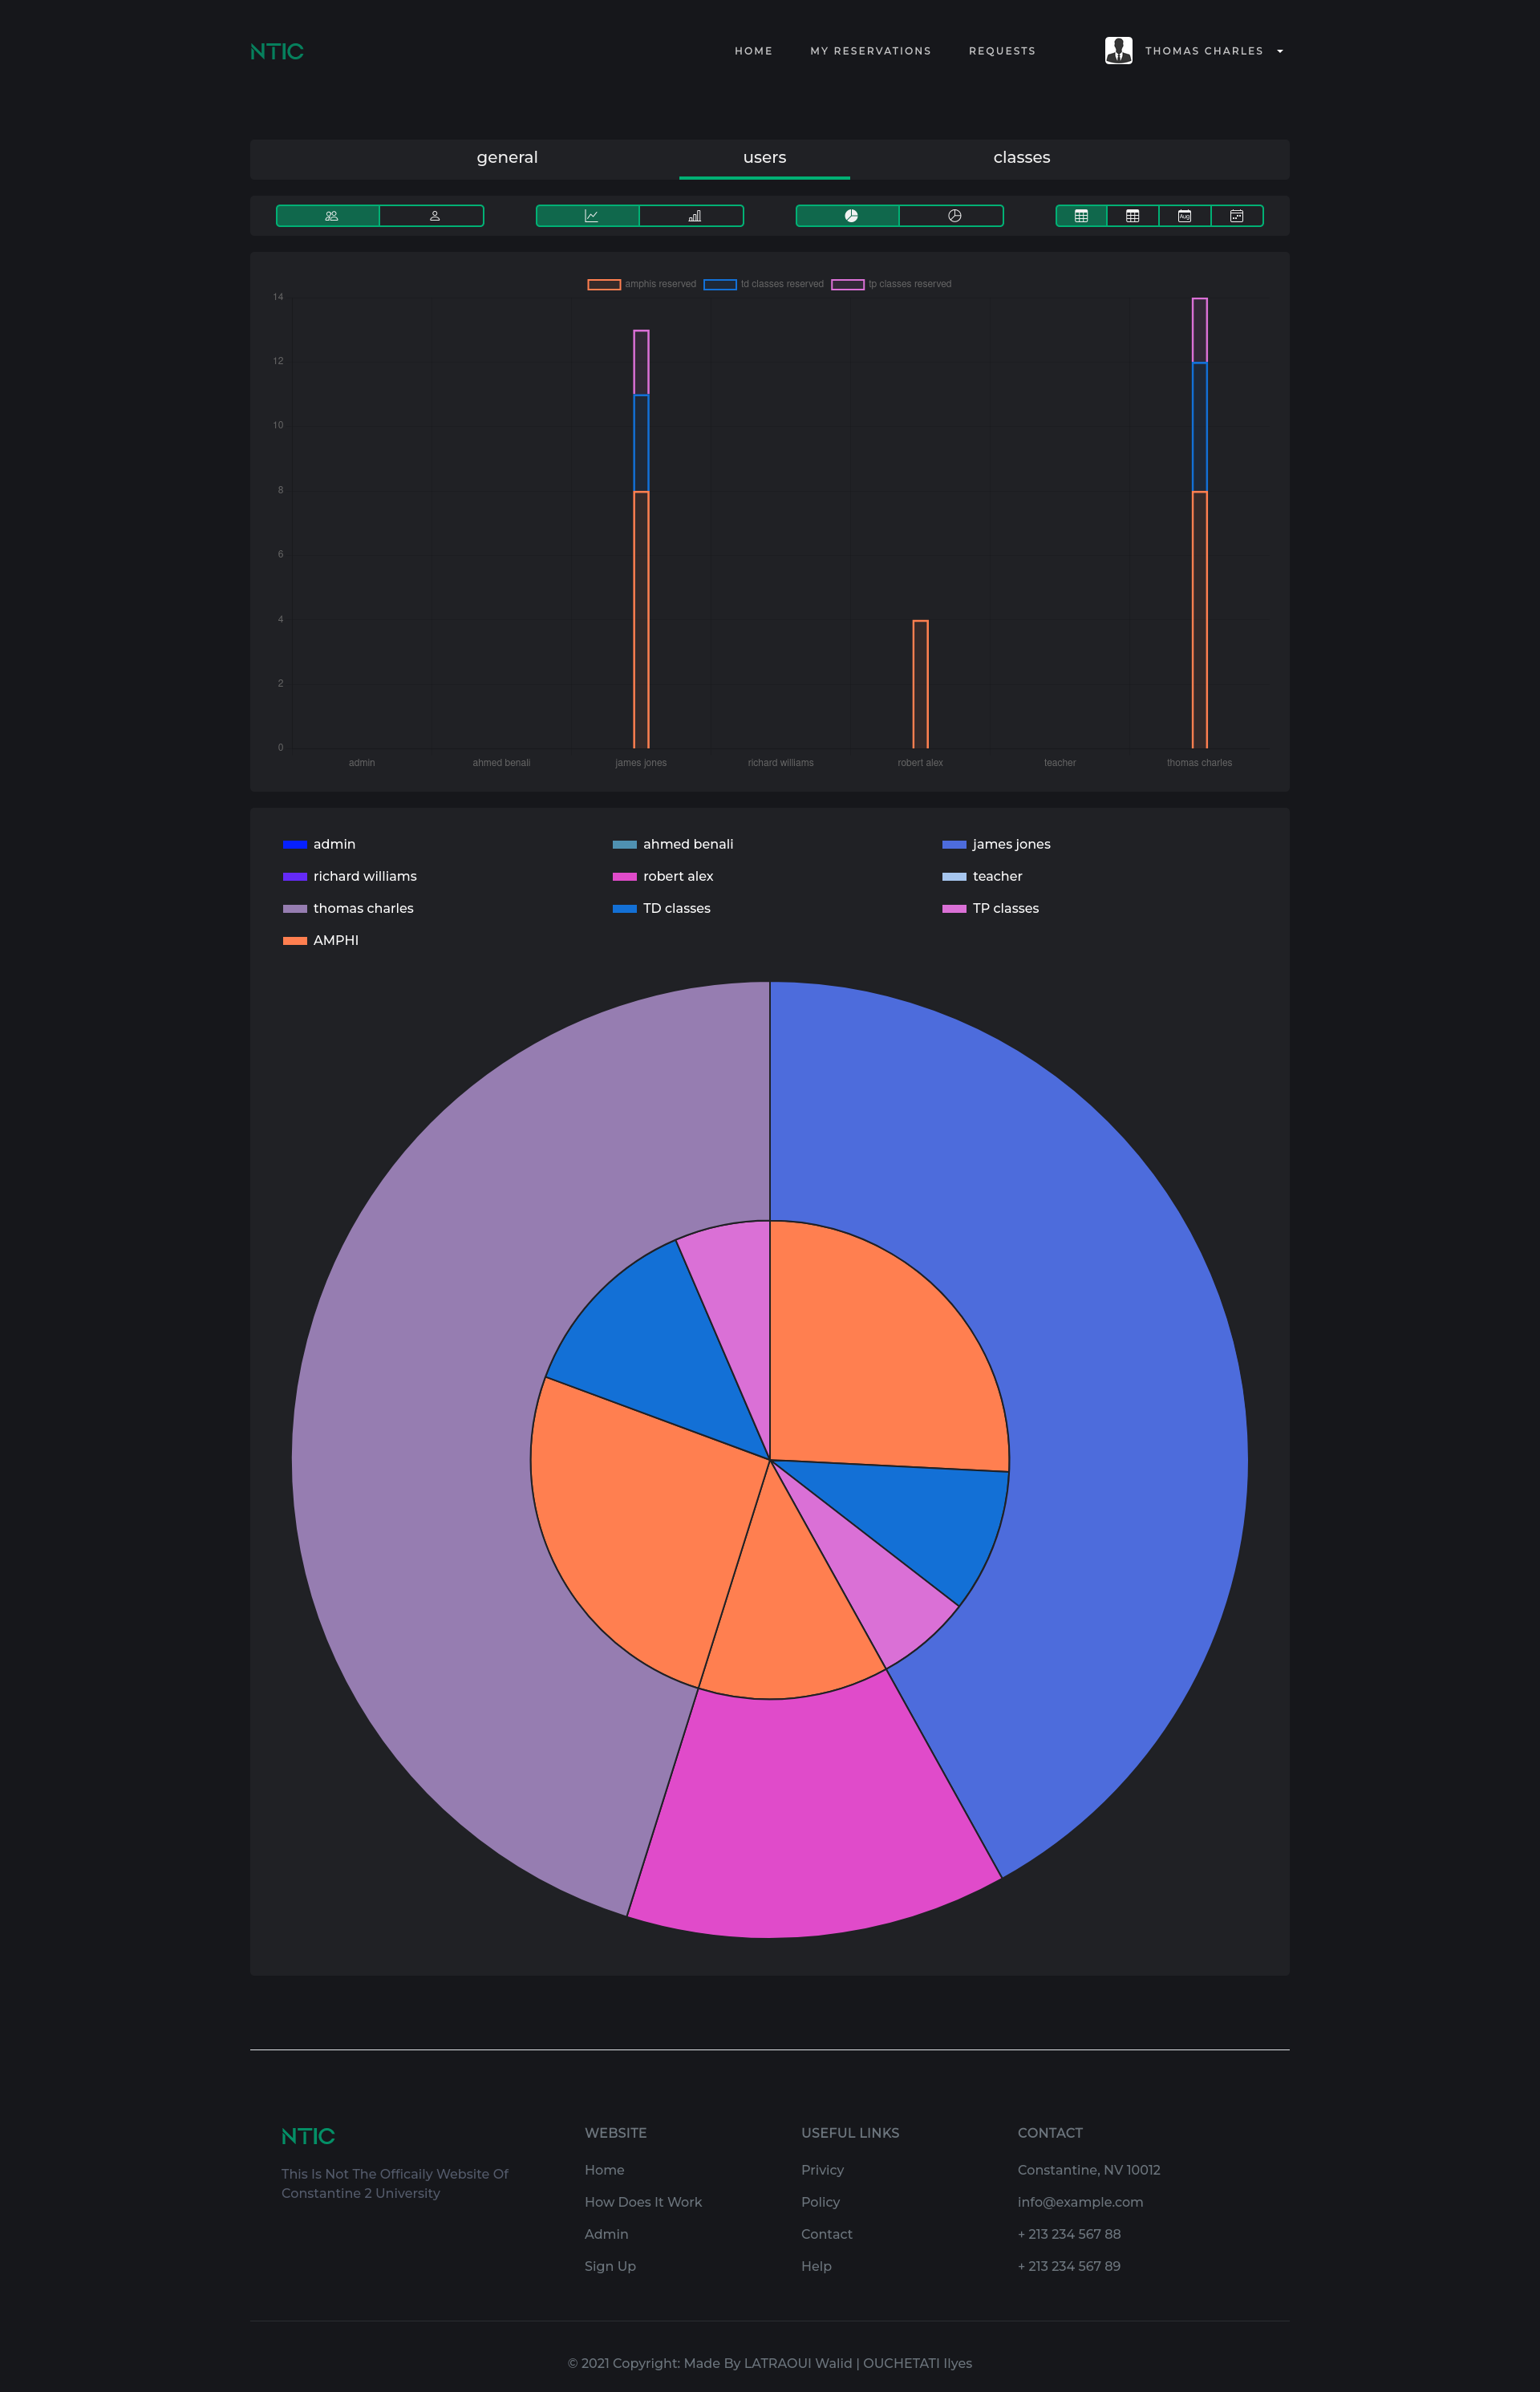 NTIC
HOME
MY RESERVATIONS
REQUESTS
THOMAS CHARLES
general
users
classes
Aug
amphis reserved
td classes reserved
tp classes reserved
14
12
10
8
6
4
2
0
admin
ahmed benali
james jones
richard williams
robert alex
teacher
thomas charles
admin
ahmed benali
james jones
richard williams
robert alex
teacher
thomas charles
TD classes
TP classes
AMPHI
NTIC
This Is Not The Officaily Website Of
Constantine 2 University
WEBSITE
Home
How Does It Work
Admin
Sign Up
USEFUL LINKS
Privicy
Policy
Contact
Help
CONTACT
Constantine, NV 10012
info@example.com
+ 213 234 567 88
+ 213 234 567 89
© 2021 Copyright: Made By LATRAOUI Walid | OUCHETATI Ilyes